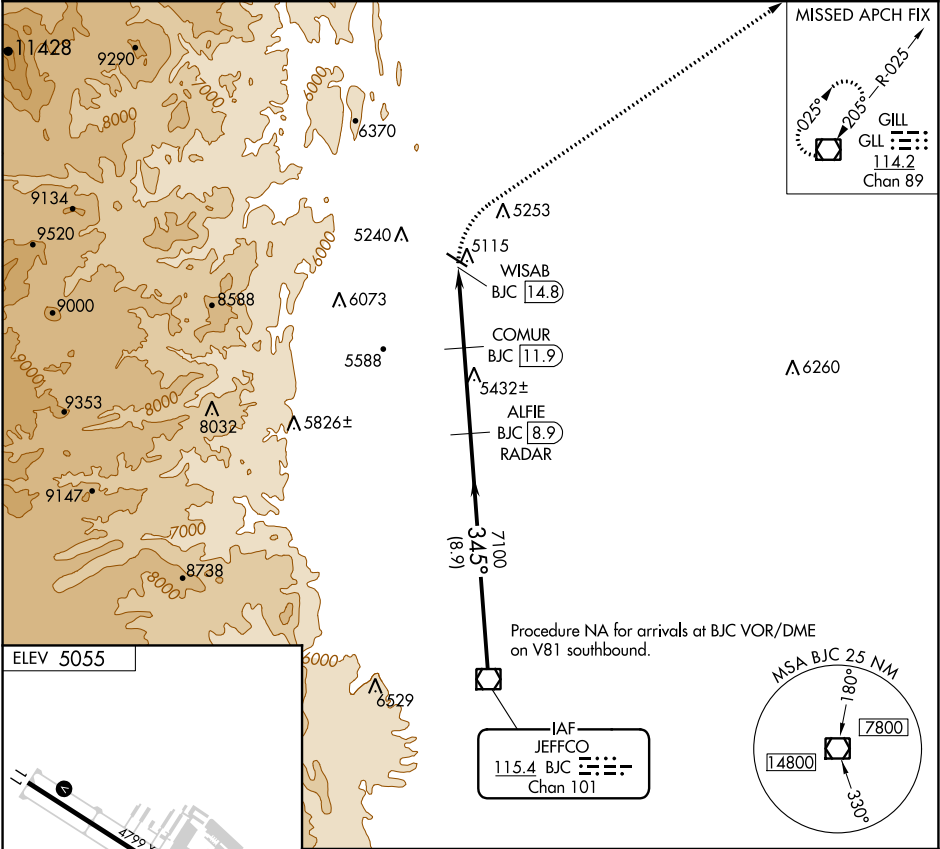 11428
9290
8000
7000
6000
6370
MISSED APCH FIX
R-025
025°
205°
GILL
GLL
114.2
Chan 89
9134
9520
5240
6000
5253
5115
WISAB
BJC 14.8
9000
8588
6073
COMUR
BJC 11.9
5588
5432±
6260
9000
9353
8000
8032
5826±
ALFIE
BJC 8.9
RADAR
9147
7000
7100
345°
(8.9)
8000
8738
Procedure NA for arrivals at BJC VOR/DME
on V81 southbound.
ELEV 5055
6000
6529
IAF
JEFFCO
115.4 BJC
Chan 101
MSA BJC 25 NM
180°
7800
14800
330°
11
V
4799 X